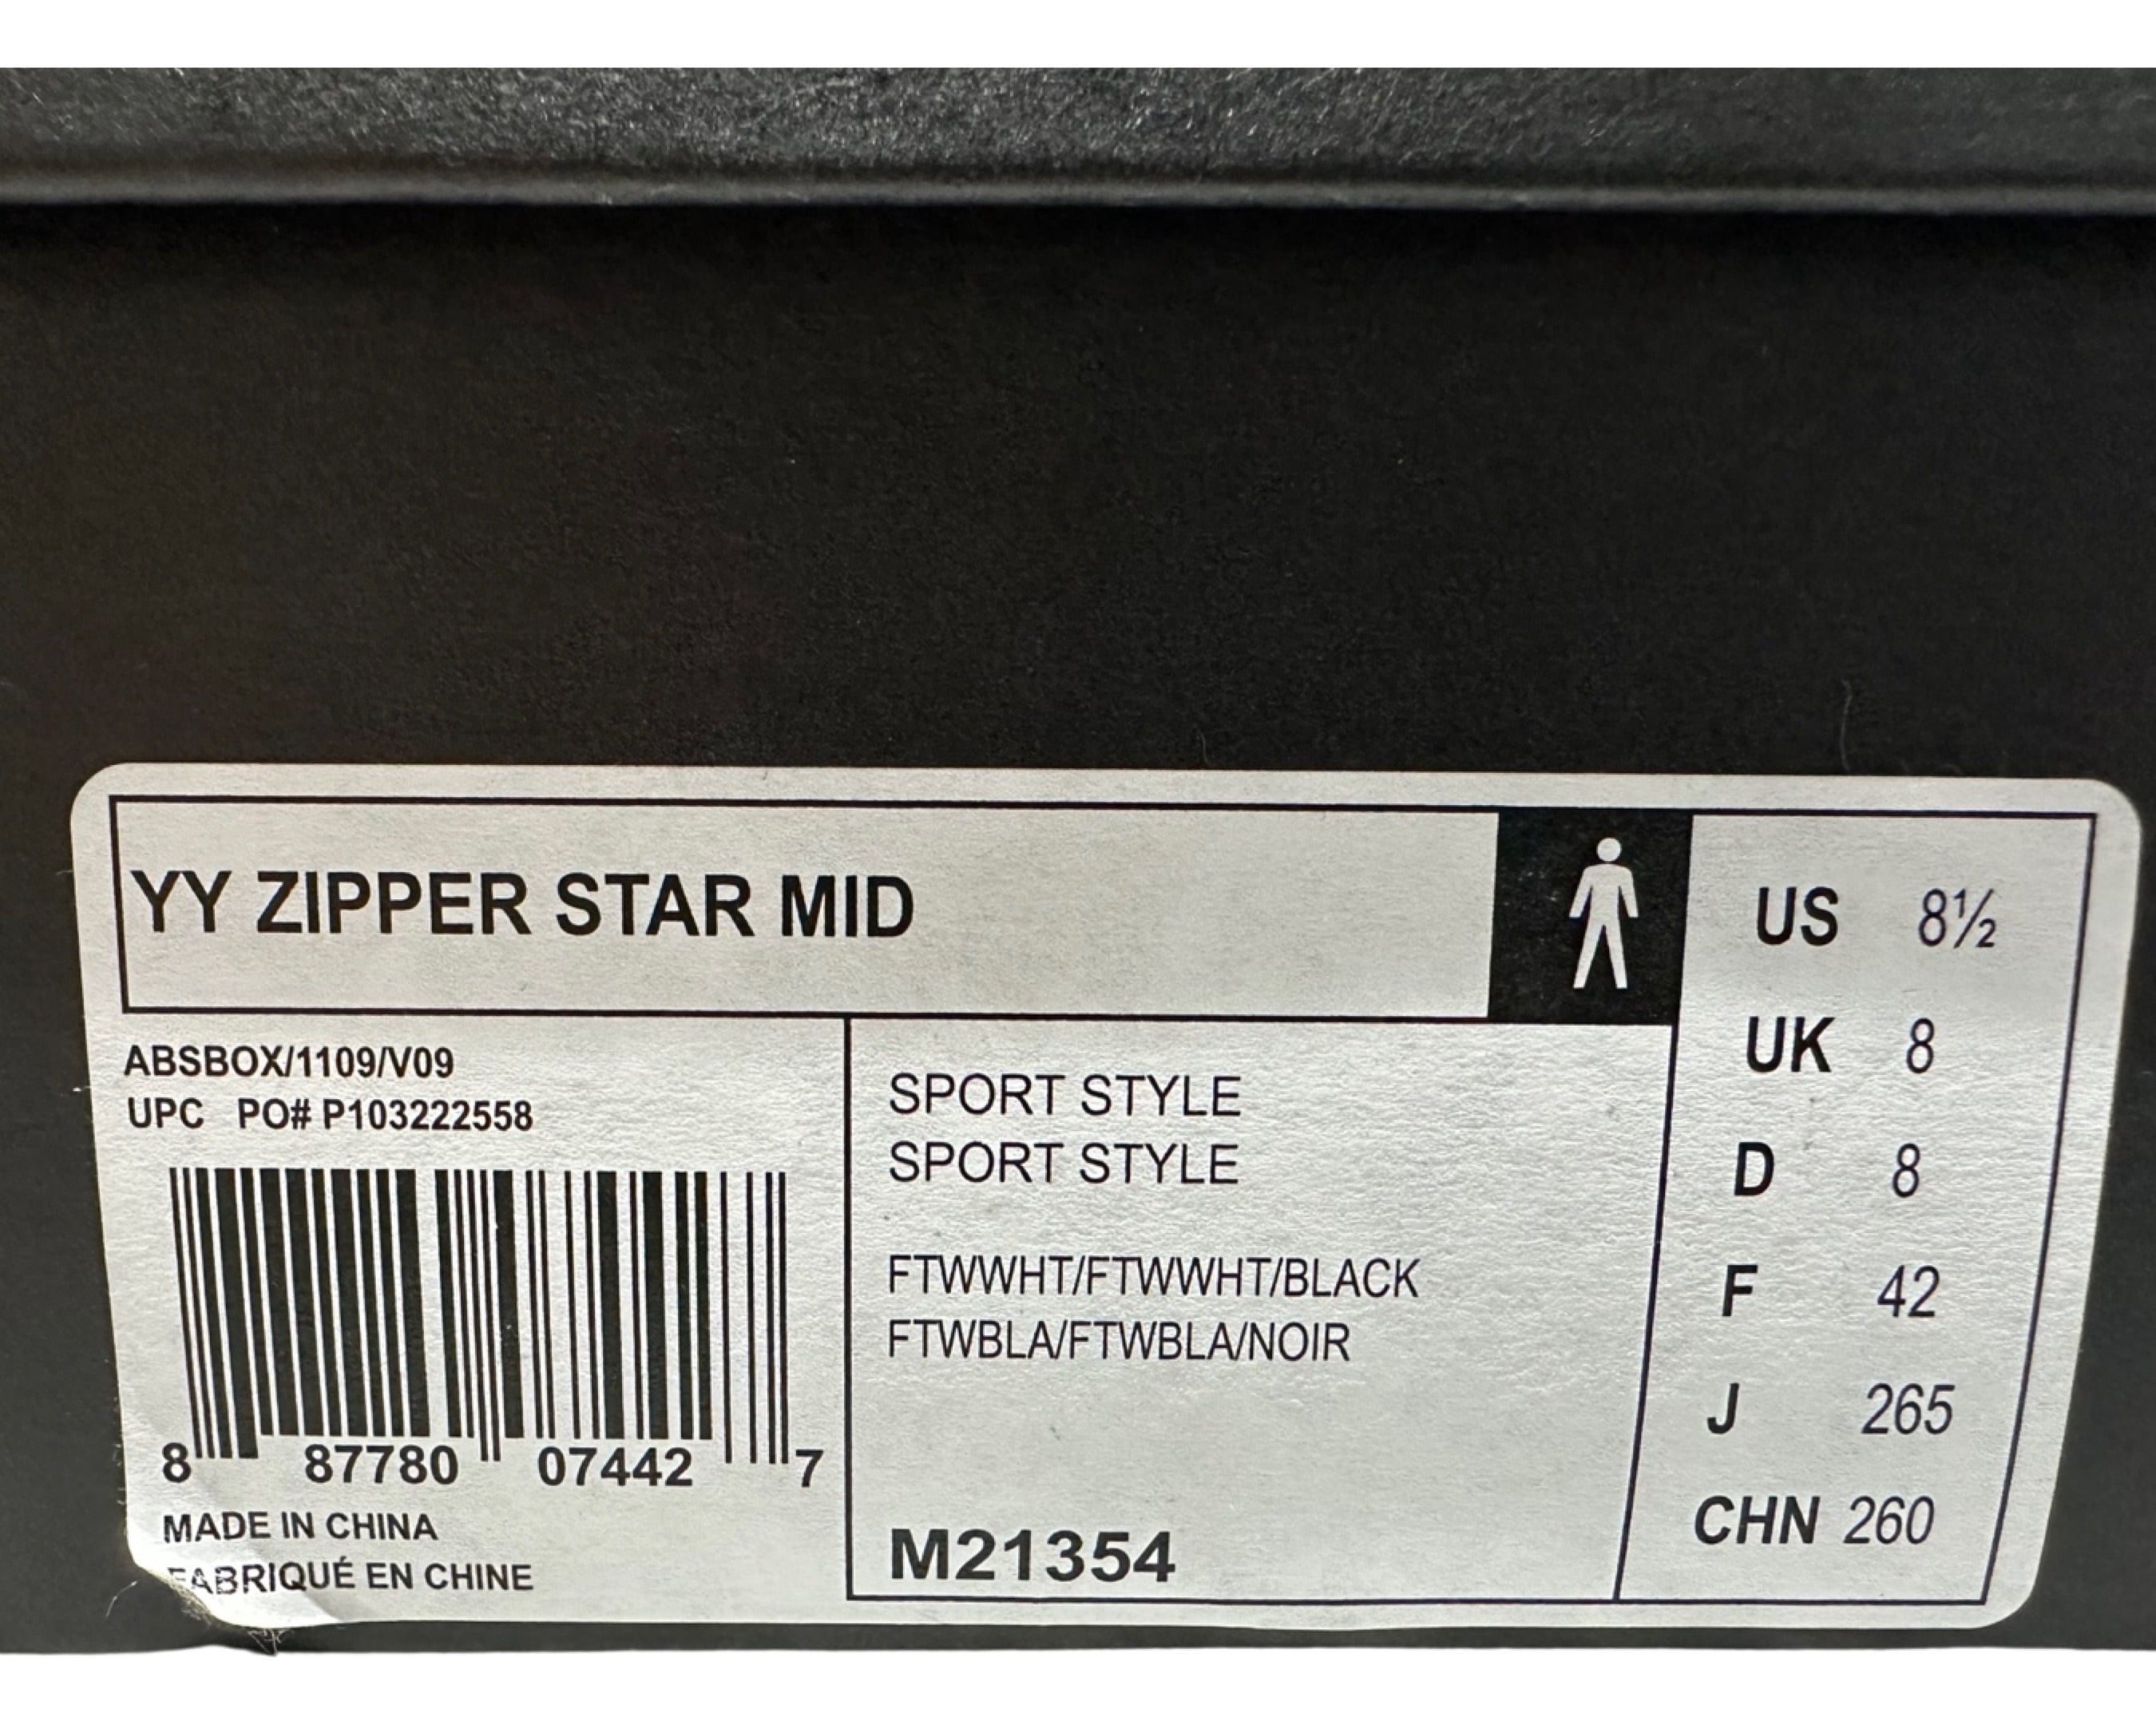 YY ZIPPER STAR MID
ABSBOX/1109/V09
UPC PO# P103222558
8 87780 07442 7
MADE IN CHINA
FABRIQUÉ EN CHINE
SPORT STYLE
SPORT STYLE
FTWWHT/FTWWHT/BLACK
FTWBLA/FTWBLA/NOIR
M21354
US 8½
UK 8
D 8
F 42
J 265
CHN 260